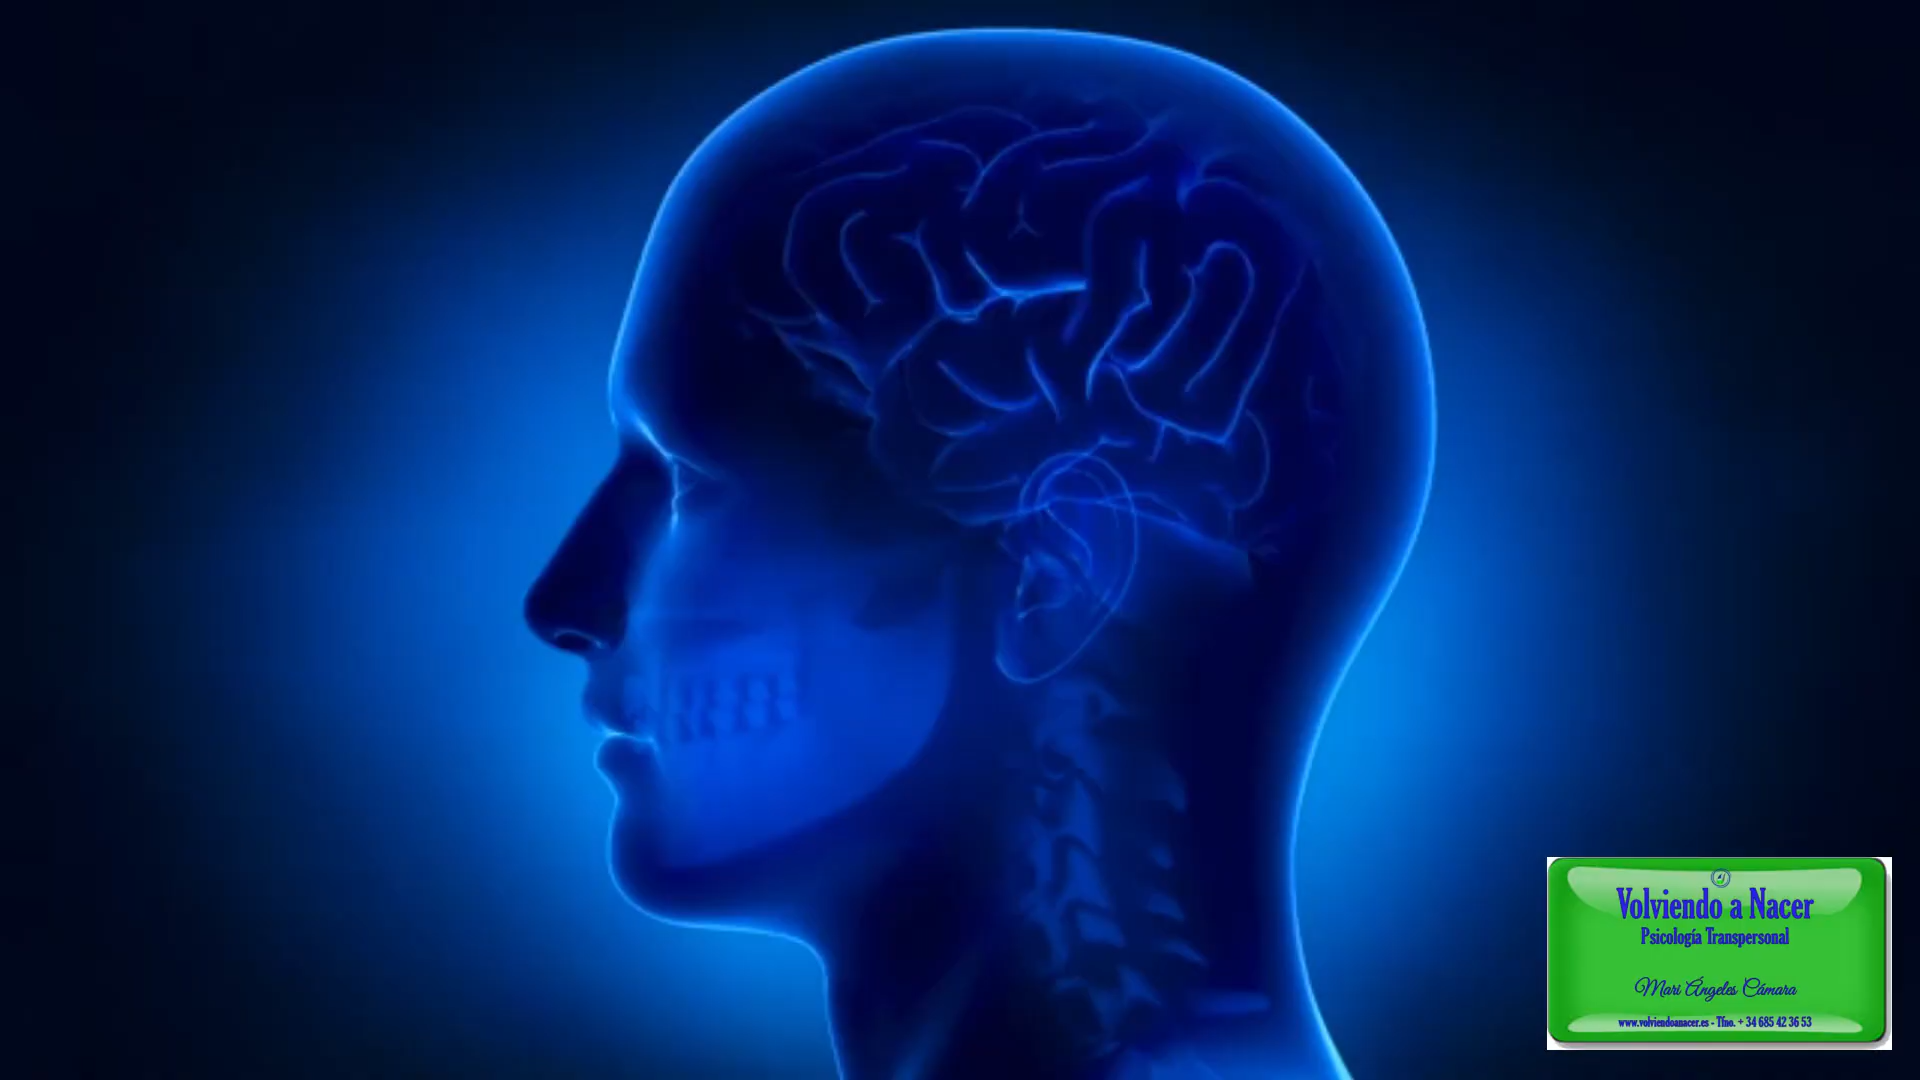 Volviendo a Nacer
Psicología Transpersonal
Mari Ángeles Cámara
www.volviendoanacer.es - Tfno. + 34 685 42 36 53